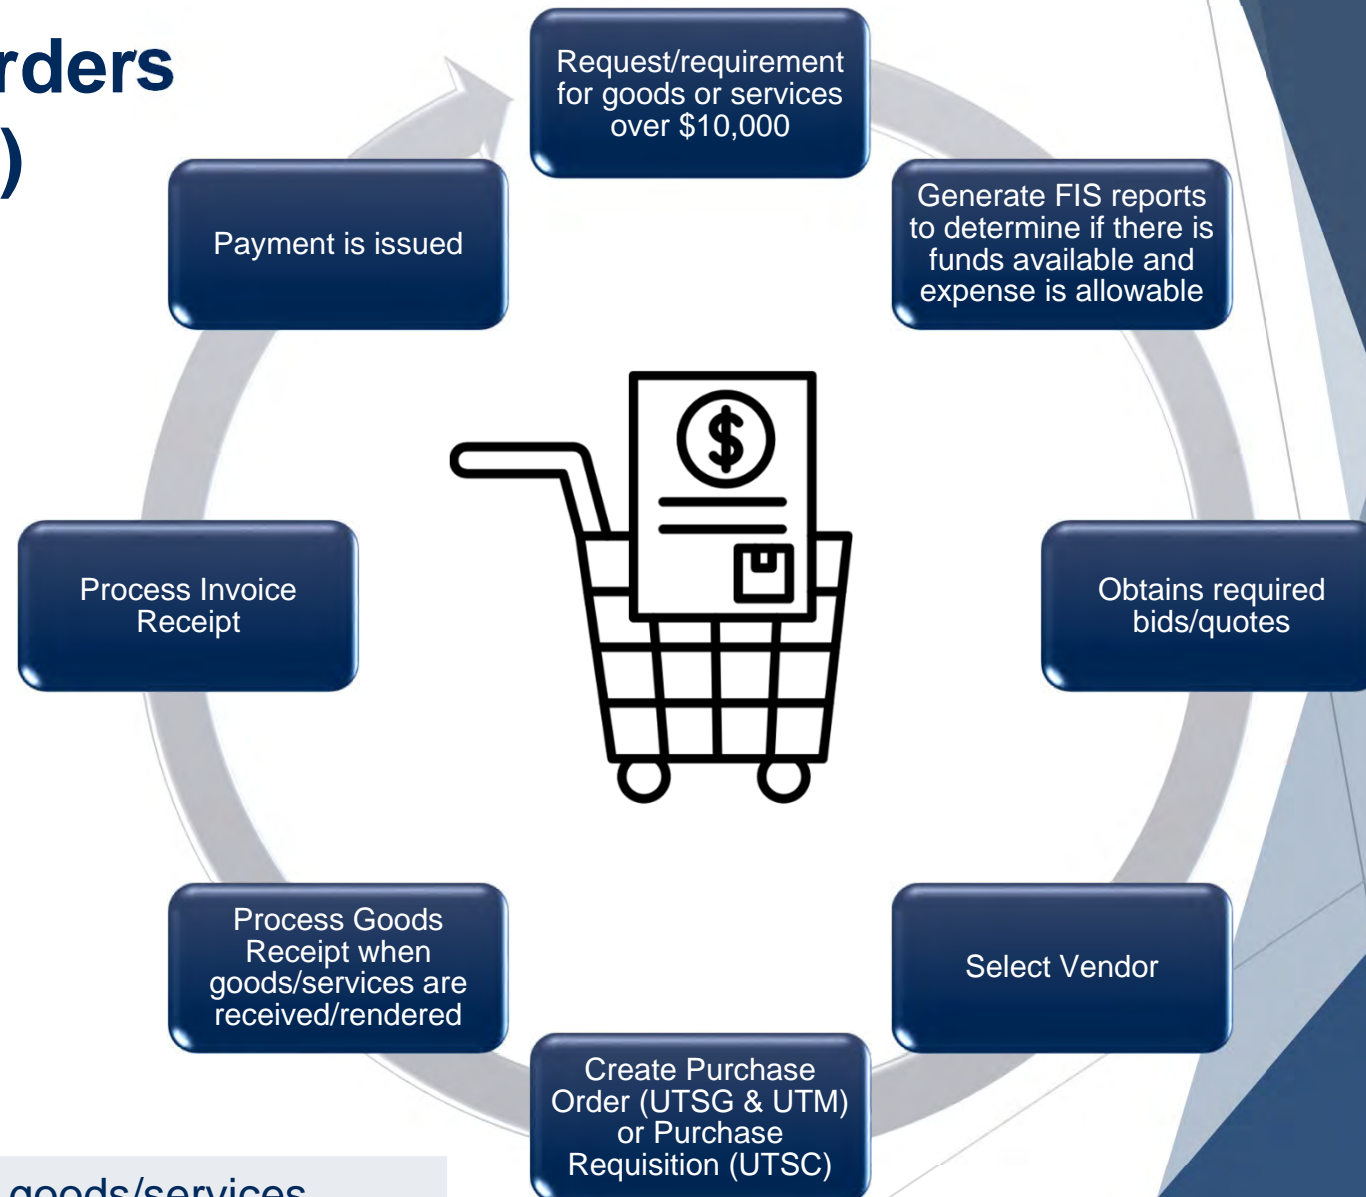 rders
)
Request/requirement
for goods or services
over $10,000
Generate FIS reports
to determine if there is
funds available and
expense is allowable
Obtains required
bids/quotes
Select Vendor
Create Purchase
Order (UTSG & UTM)
or Purchase
Requisition (UTSC)
Process Goods
Receipt when
goods/services are
received/rendered
Process Invoice
Receipt
Payment is issued
$
goods/services